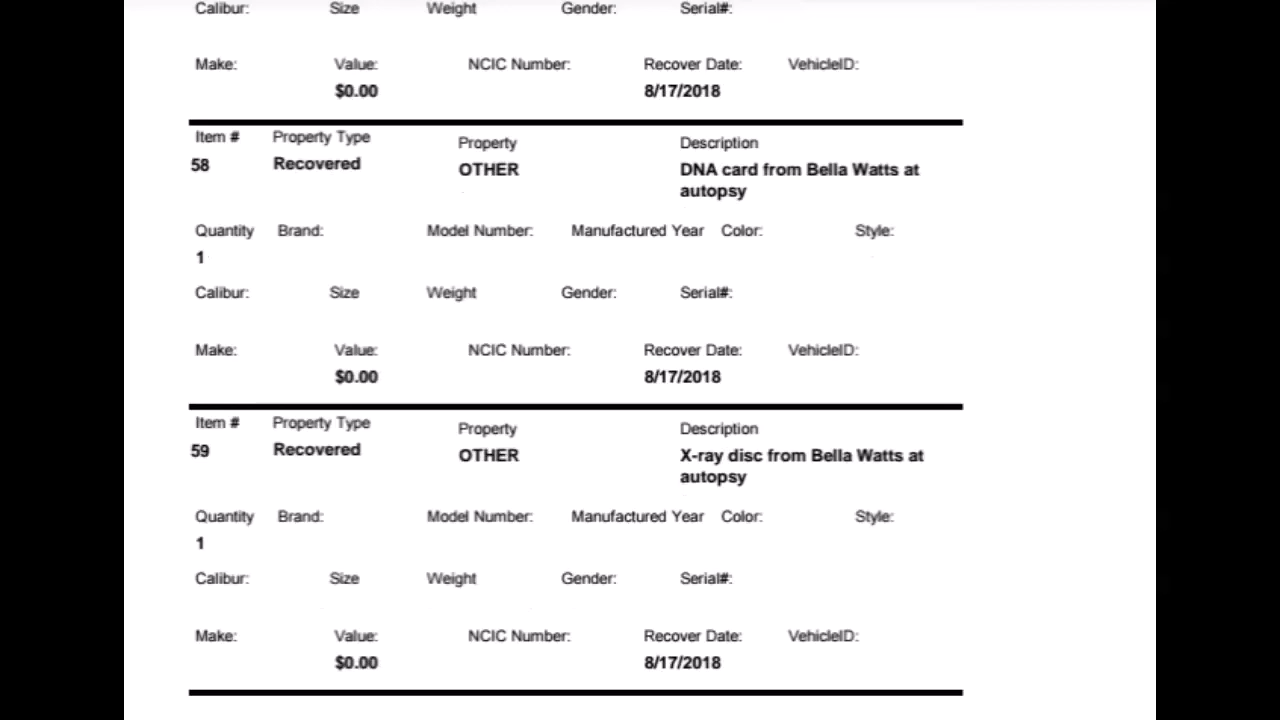 Calibur: Size Weight Gender: Serial#:
Make: Value: NCIC Number: Recover Date: VehicleID:
$0.00 8/17/2018
Item # Property Type Property Description
58 Recovered OTHER DNA card from Bella Watts at
autopsy
Quantity Brand: Model Number: Manufactured Year Color: Style:
1
Calibur: Size Weight Gender: Serial#:
Make: Value: NCIC Number: Recover Date: VehicleID:
$0.00 8/17/2018
Item # Property Type Property Description
59 Recovered OTHER X-ray disc from Bella Watts at
autopsy
Quantity Brand: Model Number: Manufactured Year Color: Style:
1
Calibur: Size Weight Gender: Serial#:
Make: Value: NCIC Number: Recover Date: VehicleID:
$0.00 8/17/2018